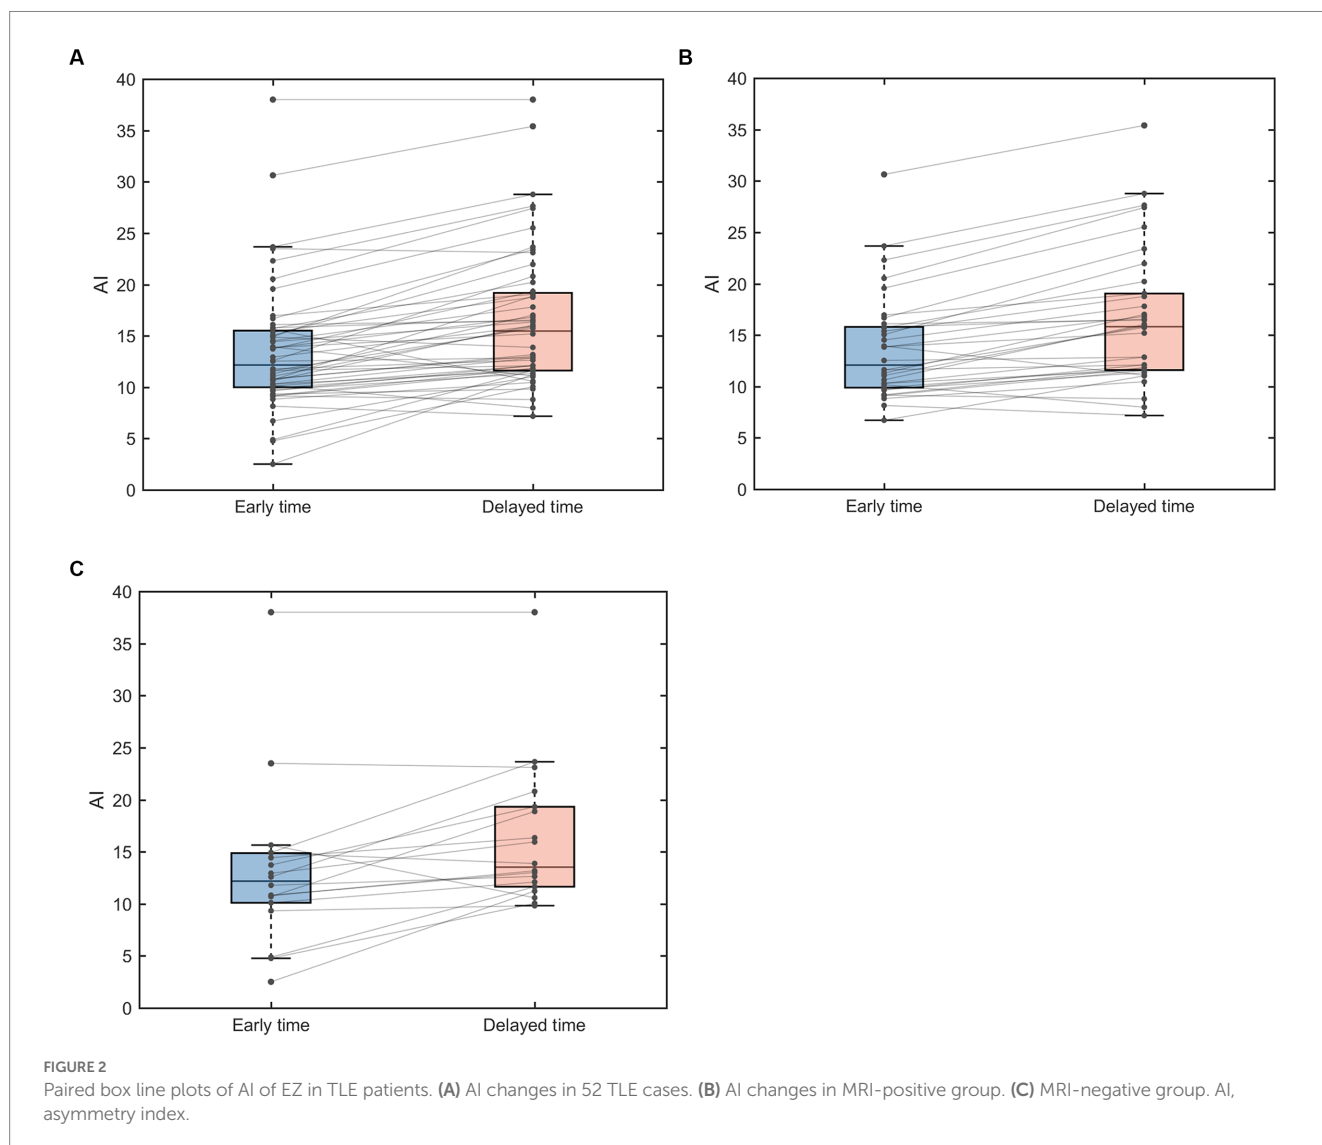 A
B
40
35
30
25
20
15
10
5
0
AI
Early time
Delayed time
40
35
30
25
20
15
10
5
0
AI
Early time
Delayed time
C
40
35
30
25
20
15
10
5
0
AI
Early time
Delayed time
FIGURE 2
Paired box line plots of AI of EZ in TLE patients. (A) AI changes in 52 TLE cases. (B) AI changes in MRI-positive group. (C) MRI-negative group. AI,
asymmetry index.